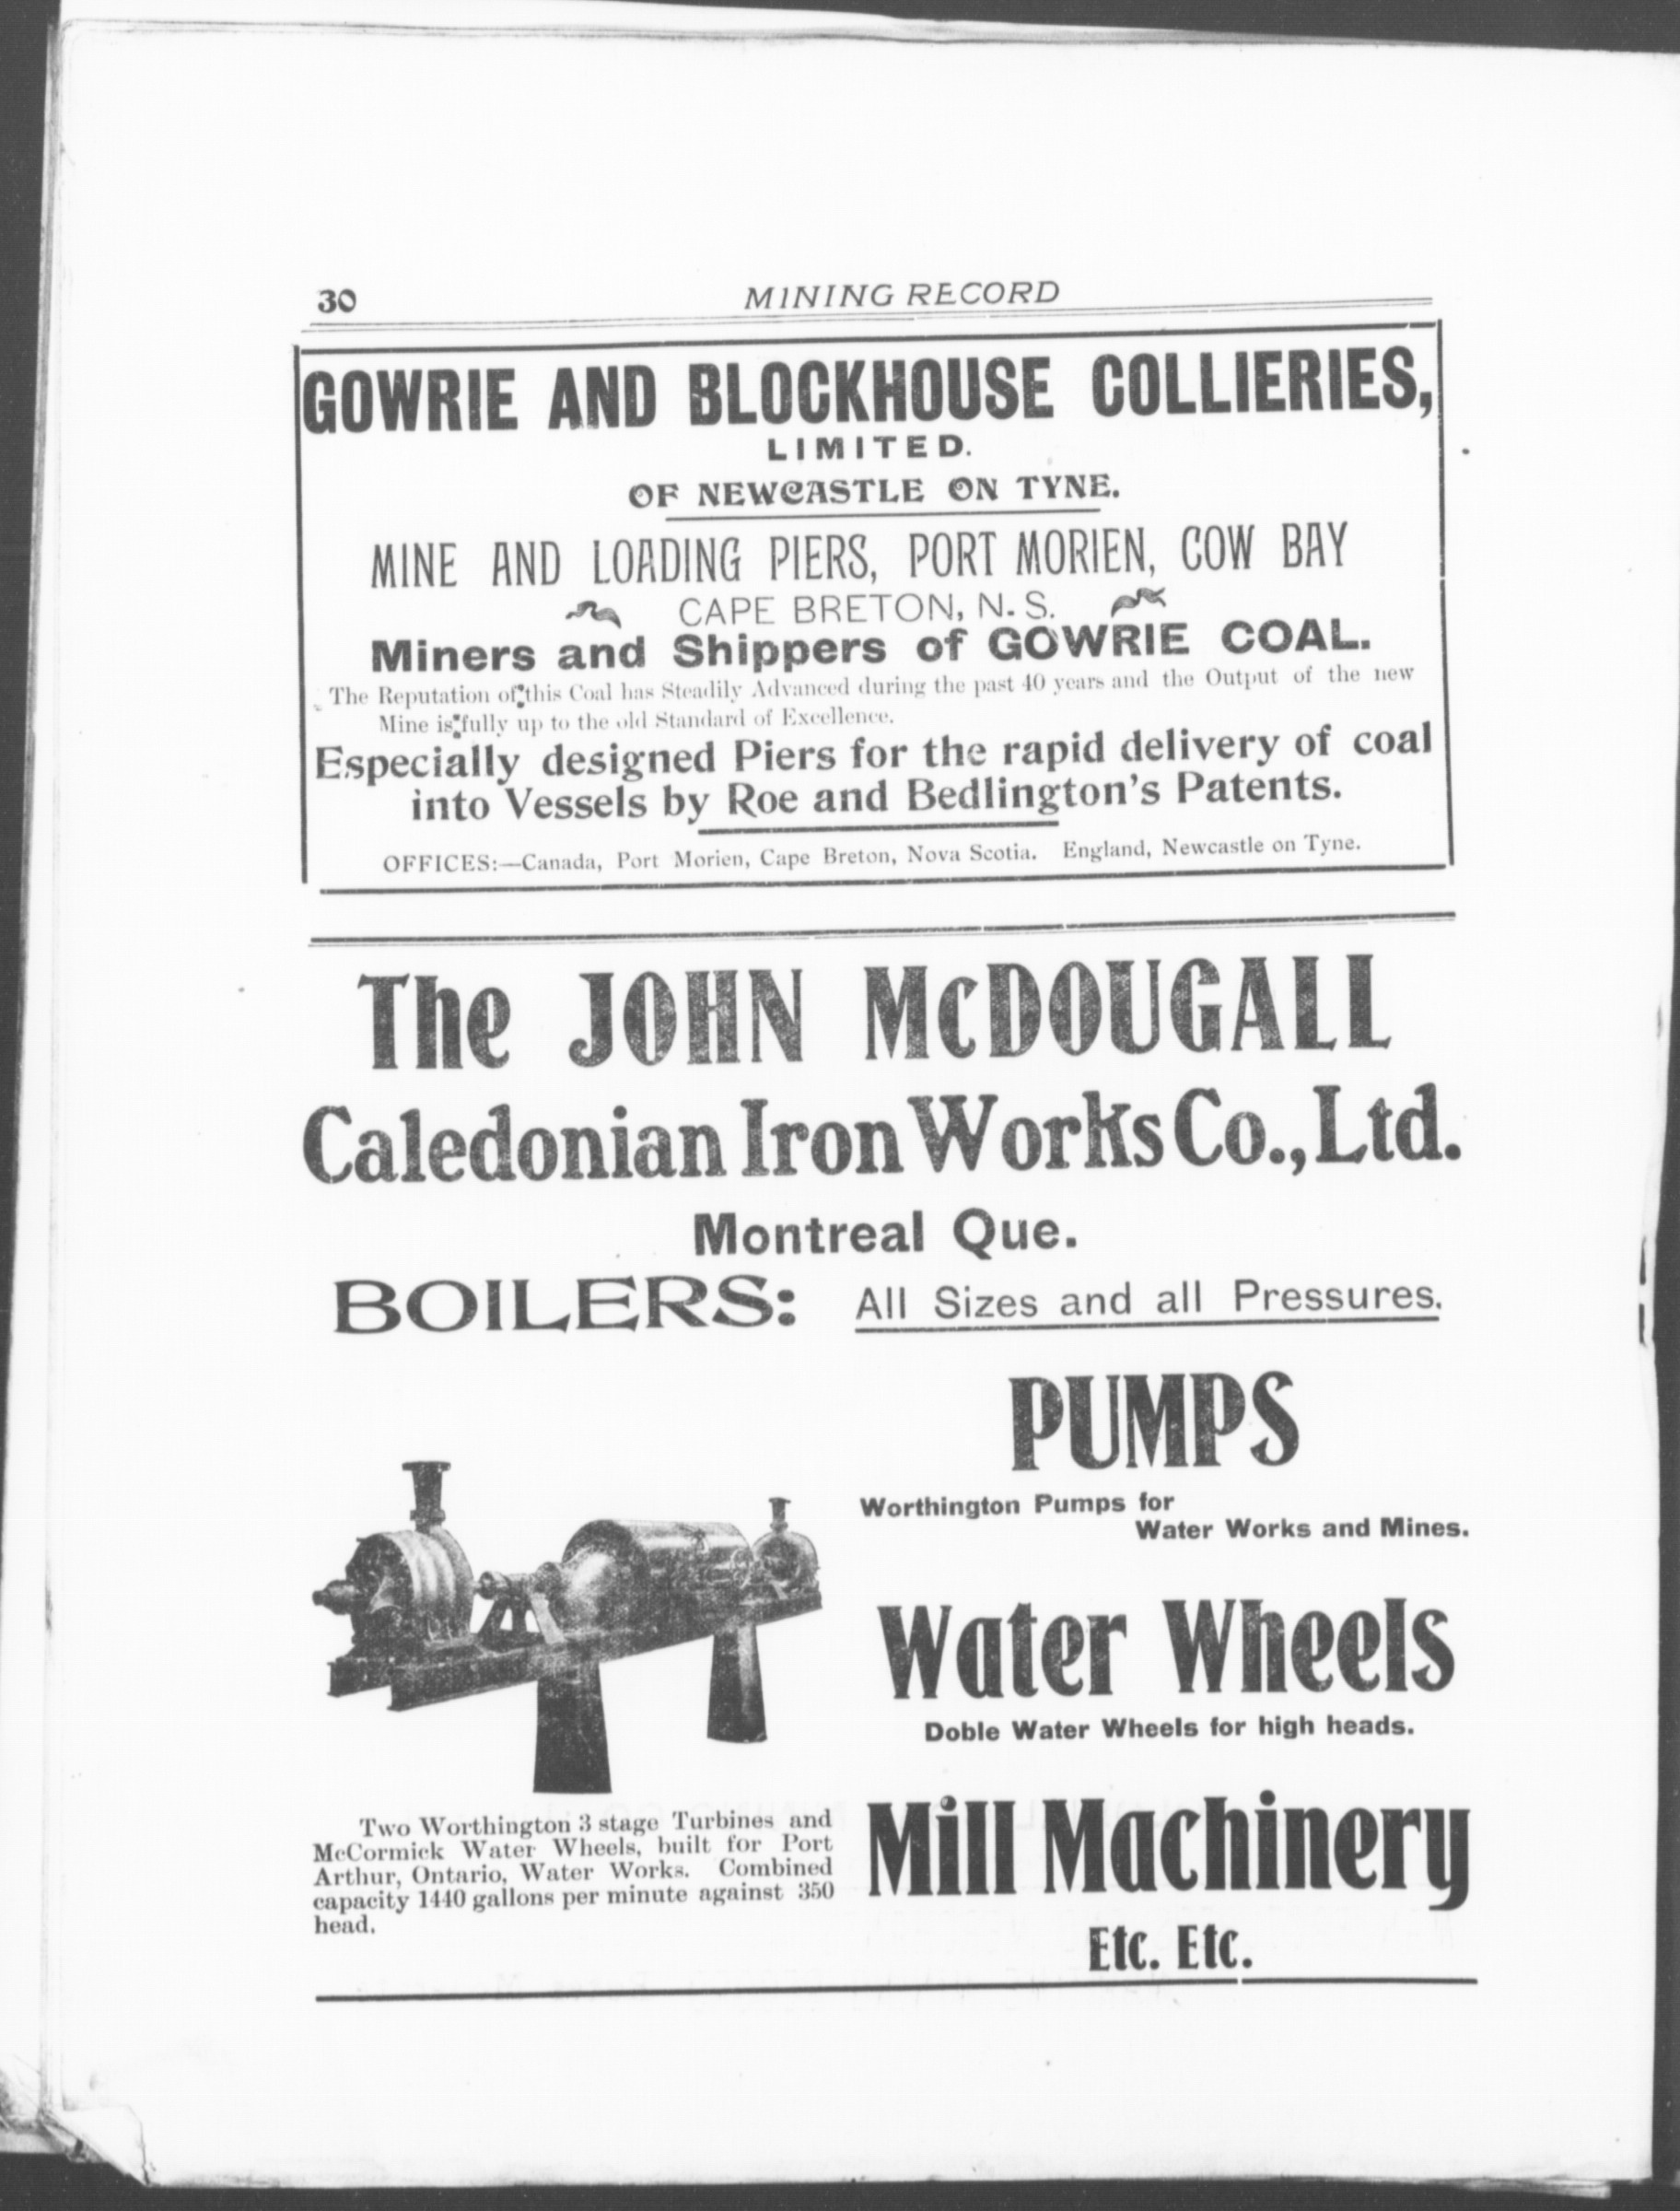 30
MINING RECORD
GOWRIE AND BLOCKHOUSE COLLIERIES,
LIMITED.
OF NEWCASTLE ON TYNE.
MINE AND LOADING PIERS, PORT MORIEN, COW BAY
CAPE BRETON, N. S.
Miners and Shippers of GOWRIE COAL.
The Reputation of this Coal has Steadily Advanced during the past 40 years and the Output of the new
Mine is fully up to the old Standard of Excellence.
Especially designed Piers for the rapid delivery of coal
into Vessels by Roe and Bedlington's Patents.
OFFICES:—Canada, Port Morien, Cape Breton, Nova Scotia. England, Newcastle on Tyne.
The JOHN McDOUGALL
Caledonian Iron Works Co., Ltd.
Montreal Que.
BOILERS: All Sizes and all Pressures.
PUMPS
Worthington Pumps for
Water Works and Mines.
Water Wheels
Doble Water Wheels for high heads.
Mill Machinery
Etc. Etc.
Two Worthington 3 stage Turbines and
McCormick Water Wheels, built for Port
Arthur, Ontario, Water Works. Combined
capacity 1440 gallons per minute against 350
head.